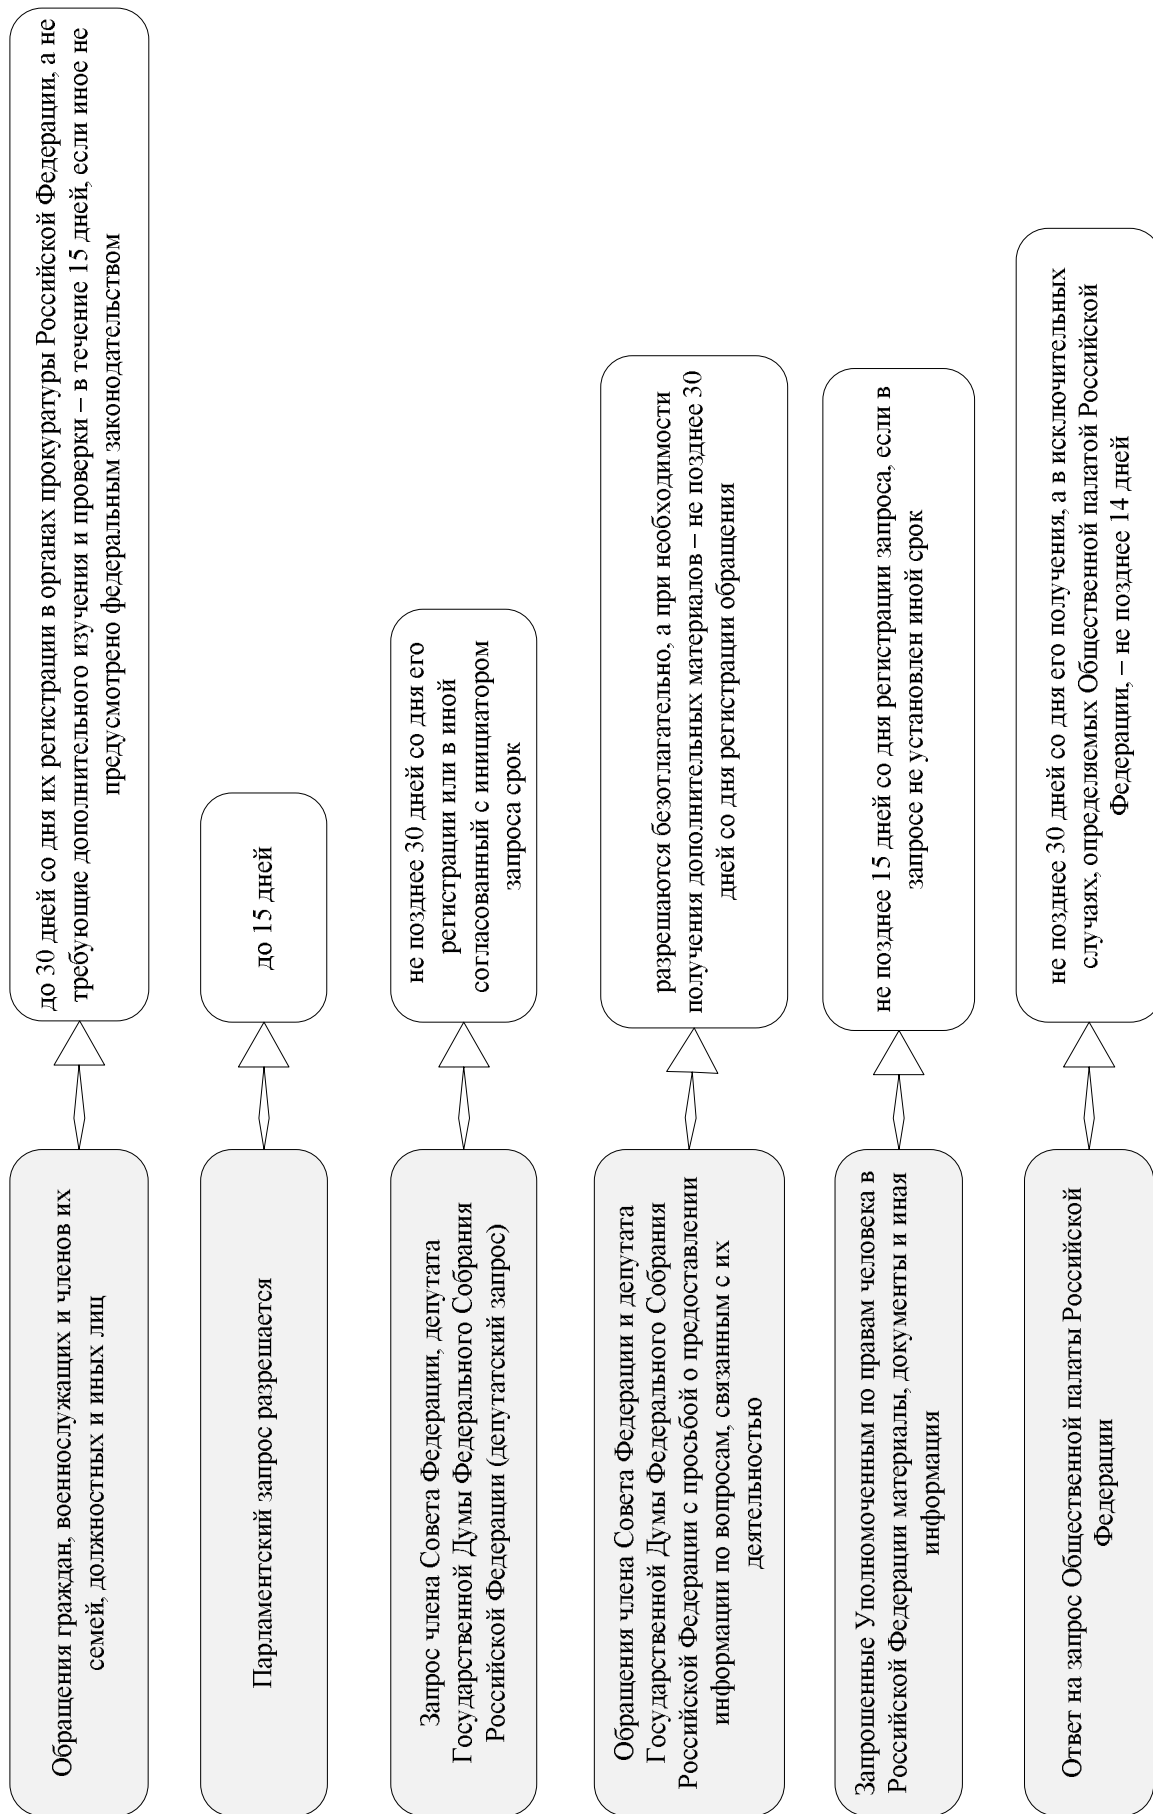 Обращения граждан, военнослужащих и членов их
семей, должностных и иных лиц
до 30 дней со дня их регистрации в органах прокуратуры Российской Федерации, а не
требующие дополнительного изучения и проверки – в течение 15 дней, если иное не
предусмотрено федеральным законодательством
Парламентский запрос разрешается
до 15 дней
Запрос члена Совета Федерации, депутата
Государственной Думы Федерального Собрания
Российской Федерации (депутатский запрос)
не позднее 30 дней со дня его
регистрации или в иной
согласованный с инициатором
запроса срок
Обращения члена Совета Федерации и депутата
Государственной Думы Федерального Собрания
Российской Федерации с просьбой о предоставлении
информации по вопросам, связанным с их
деятельностью
разрешаются безотлагательно, а при необходимости
получения дополнительных материалов – не позднее 30
дней со дня регистрации обращения
Запрошенные Уполномоченным по правам человека в
Российской Федерации материалы, документы и иная
информация
не позднее 15 дней со дня регистрации запроса, если в
запросе не установлен иной срок
Ответ на запрос Общественной палаты Российской
Федерации
не позднее 30 дней со дня его получения, а в исключительных
случаях, определяемых Общественной палатой Российской
Федерации, – не позднее 14 дней